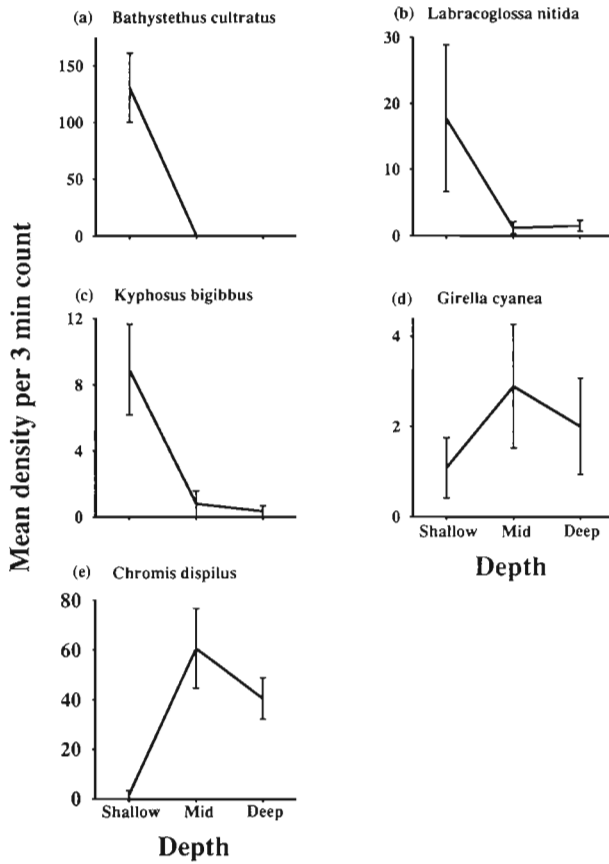 (a) Bathystethus cultratus
150
100
50
0
(b) Labracoglossa nitida
30
20
10
0
Mean density per 3 min count
(c) Kyphosus bigibbus
12
8
4
0
(d) Girella cyanea
4
2
0
Shallow Mid Deep
Depth
(e) Chromis dispilus
80
60
40
20
0
Shallow Mid Deep
Depth